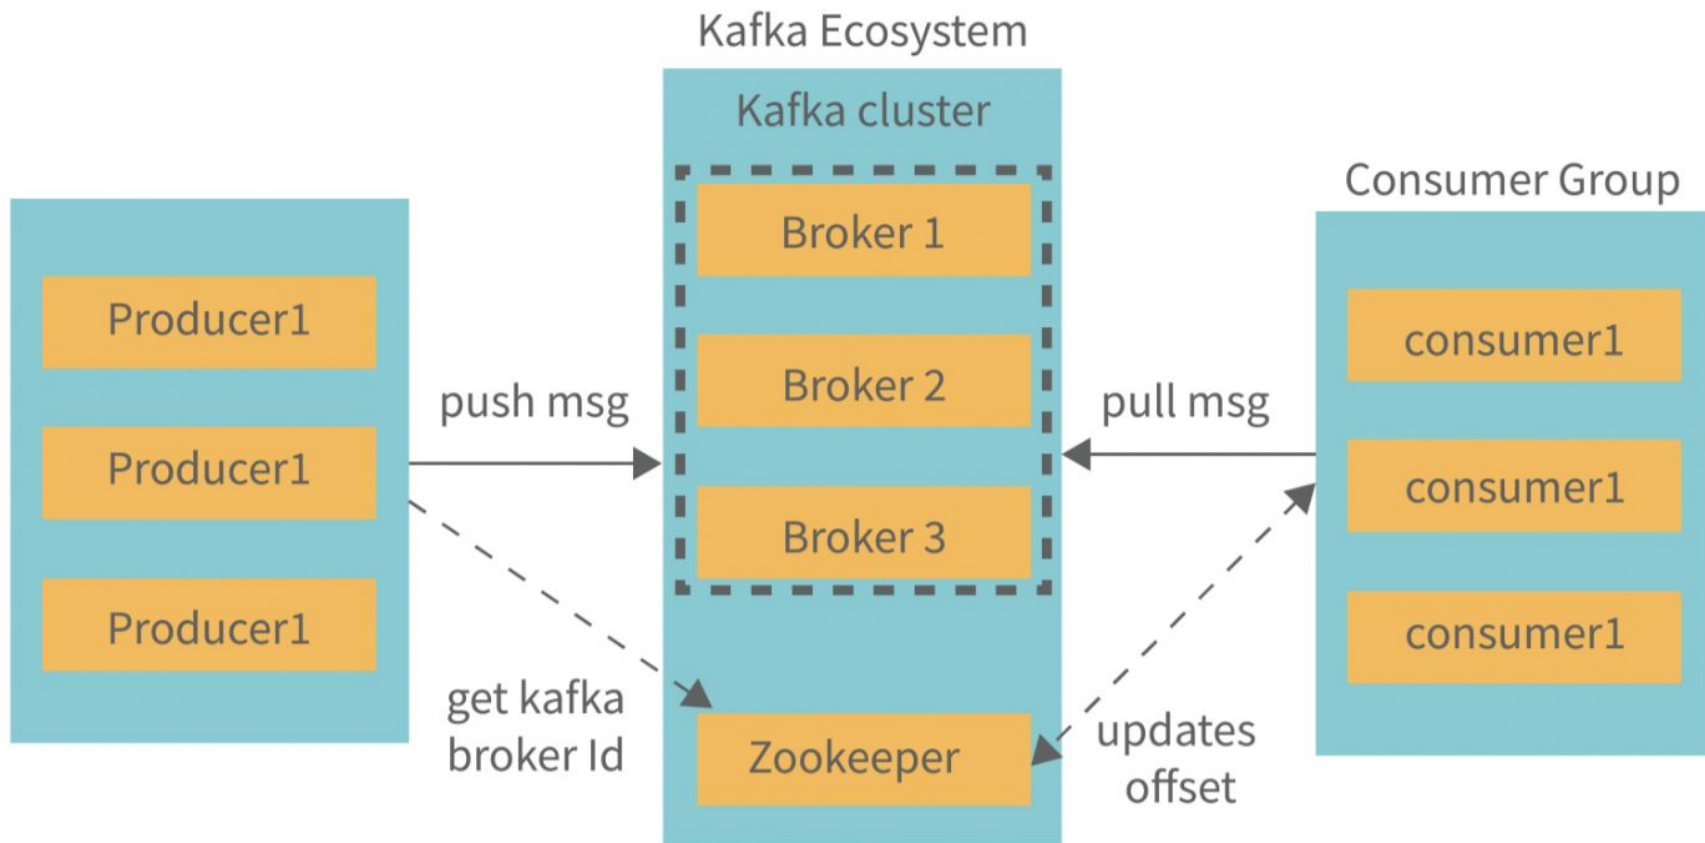 Kafka Ecosystem
Kafka cluster
Broker 1
Broker 2
Broker 3
Zookeeper
Producer1
Producer1
Producer1
push msg
get kafka
broker Id
pull msg
updates
offset
Consumer Group
consumer1
consumer1
consumer1